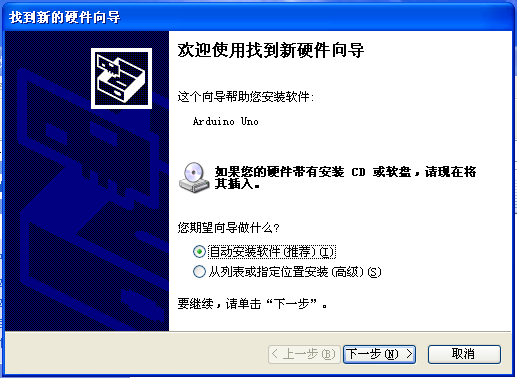 找到新的硬件向导
欢迎使用找到新硬件向导
这个向导帮助您安装软件:
Arduino Uno
如果您的硬件带有安装 CD 或软盘，请现在将
其插入。
您期望向导做什么?
自动安装软件(推荐)(I)
从列表或指定位置安装(高级)(S)
要继续，请单击“下一步”。
< 上一步(B) 下一步(N) > 取消